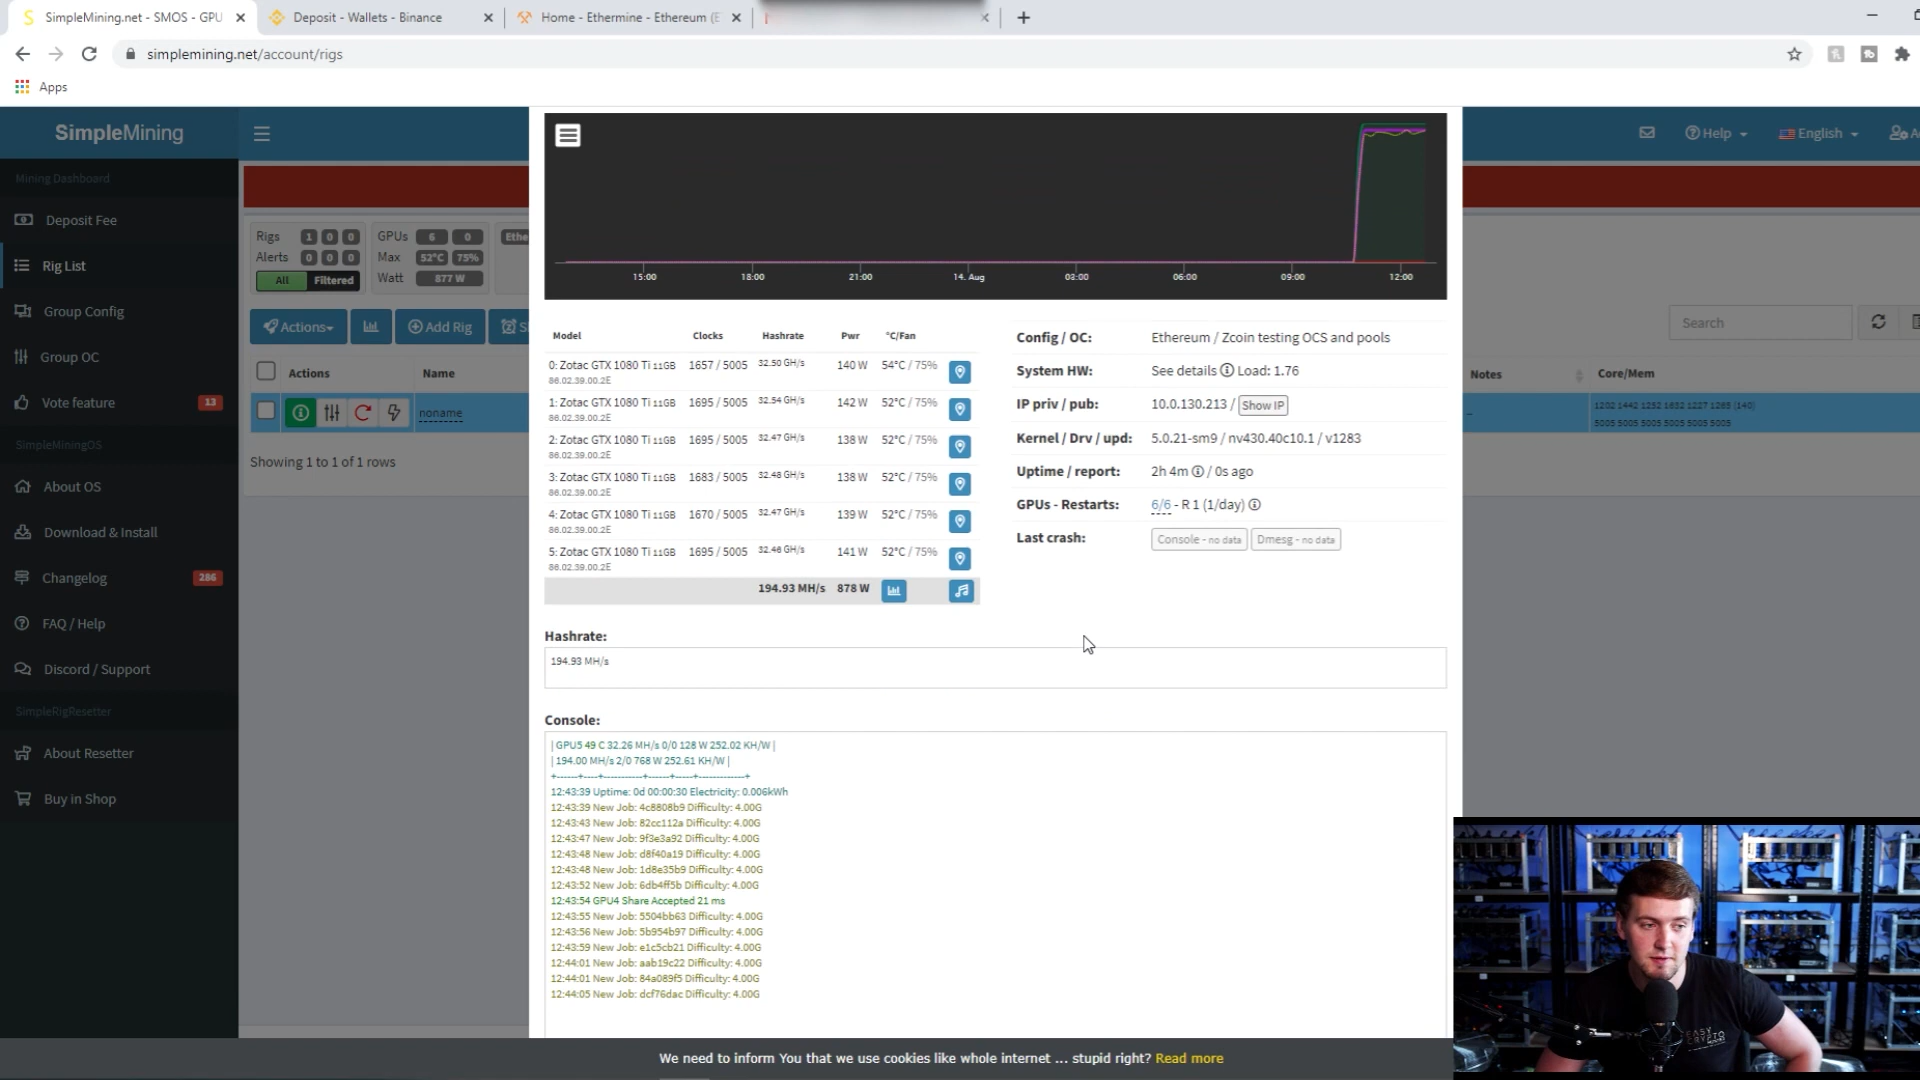 SimpleMining.net - SMOS - GPU
Deposit - Wallets - Binance
Home - Ethermine - Ethereum (E
simplemining.net/account/rigs
Apps
SimpleMining
Help
English
Mining Dashboard
Deposit Fee
Rig List
Group Config
Group OC
Vote feature 13
SimpleMiningOS
About OS
Download & Install
Changelog 286
FAQ / Help
Discord / Support
SimpleRigResetter
About Resetter
Buy in Shop
Rigs 1 0 0
Alerts 0 0 0
All Filtered
GPUs 6 0
Max 52°C 75%
Watt 877 W
Ethe
Actions
Add Rig
Search
Actions Name
noname
Showing 1 to 1 of 1 rows
Notes Core/Mem
5005 5005 5005 5005 5005 5005
15:00 18:00 21:00 14. Aug 03:00 06:00 09:00 12:00
Model Clocks Hashrate Pwr °C/Fan
0: Zotac GTX 1080 Ti 11GB 1657 / 5005 32.50 GH/s 140 W 54°C / 75%
86.02.39.00.2E
1: Zotac GTX 1080 Ti 11GB 1695 / 5005 32.54 GH/s 142 W 52°C / 75%
86.02.39.00.2E
2: Zotac GTX 1080 Ti 11GB 1695 / 5005 32.47 GH/s 138 W 52°C / 75%
86.02.39.00.2E
3: Zotac GTX 1080 Ti 11GB 1683 / 5005 32.48 GH/s 138 W 52°C / 75%
86.02.39.00.2E
4: Zotac GTX 1080 Ti 11GB 1670 / 5005 32.47 GH/s 139 W 52°C / 75%
86.02.39.00.2E
5: Zotac GTX 1080 Ti 11GB 1695 / 5005 32.46 GH/s 141 W 52°C / 75%
86.02.39.00.2E
194.93 MH/s 878 W
Config / OC: Ethereum / Zcoin testing OCS and pools
System HW: See details Load: 1.76
IP priv / pub: 10.0.130.213 / Show IP
Kernel / Drv / upd: 5.0.21-sm9 / nv430.40c10.1 / v1283
Uptime / report: 2h 4m / 0s ago
GPUs - Restarts: 6/6 - R 1 (1/day)
Last crash: Console - no data Dmesg - no data
Hashrate:
194.93 MH/s
Console:
| GPU5 49 C 32.26 MH/s 0/0 128 W 252.02 KH/W |
| 194.00 MH/s 2/0 768 W 252.61 KH/W |
+------+----+-----------+------+-----+-------------+
12:43:39 Uptime: 0d 00:00:30 Electricity: 0.006kWh
12:43:39 New Job: 4c8808b9 Difficulty: 4.00G
12:43:43 New Job: 82cc112a Difficulty: 4.00G
12:43:47 New Job: 9f3e3a92 Difficulty: 4.00G
12:43:48 New Job: d8f40a19 Difficulty: 4.00G
12:43:48 New Job: 1d8e35b9 Difficulty: 4.00G
12:43:52 New Job: 6db4ff5b Difficulty: 4.00G
12:43:54 GPU4 Share Accepted 21 ms
12:43:55 New Job: 5504bb63 Difficulty: 4.00G
12:43:56 New Job: 5b954b97 Difficulty: 4.00G
12:43:59 New Job: e1c5cb21 Difficulty: 4.00G
12:44:01 New Job: aab19c22 Difficulty: 4.00G
12:44:01 New Job: 84a089f5 Difficulty: 4.00G
12:44:05 New Job: dcf76dac Difficulty: 4.00G
EASY
CRYPTO
We need to inform You that we use cookies like whole internet ... stupid right? Read more